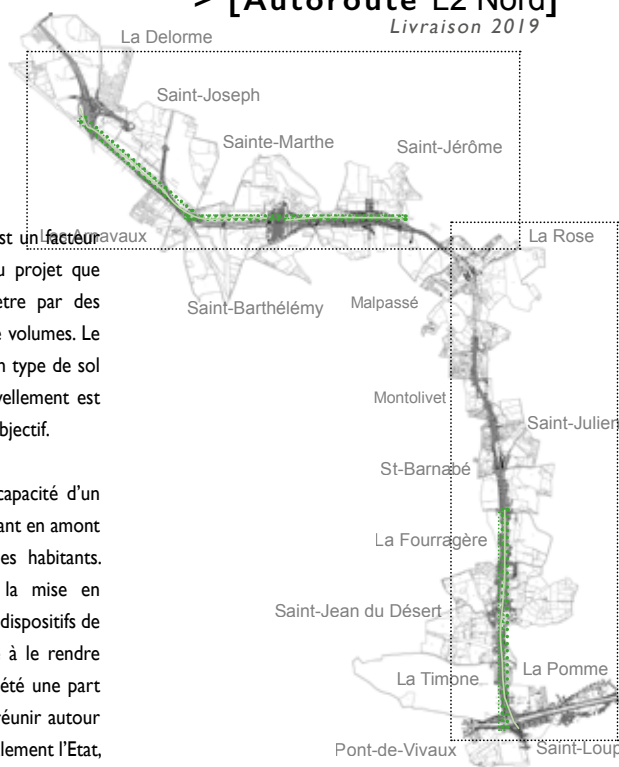 > [Autoroute L2 Nord]
Livraison 2019
La Delorme
Saint-Joseph
Sainte-Marthe
Saint-Jérôme
Les Arnavaux
La Rose
Saint-Barthélémy
Malpassé
Montolivet
Saint-Julien
St-Barnabé
La Fourragère
Saint-Jean du Désert
La Timone
La Pomme
Pont-de-Vivaux
Saint-Loup
st un facteur
u projet que
être par des
volumes. Le
n type de sol
vellement est
bjectif.
capacité d'un
ant en amont
es habitants.
la mise en
dispositifs de
à le rendre
été une part
réunir autour
lement l'Etat,